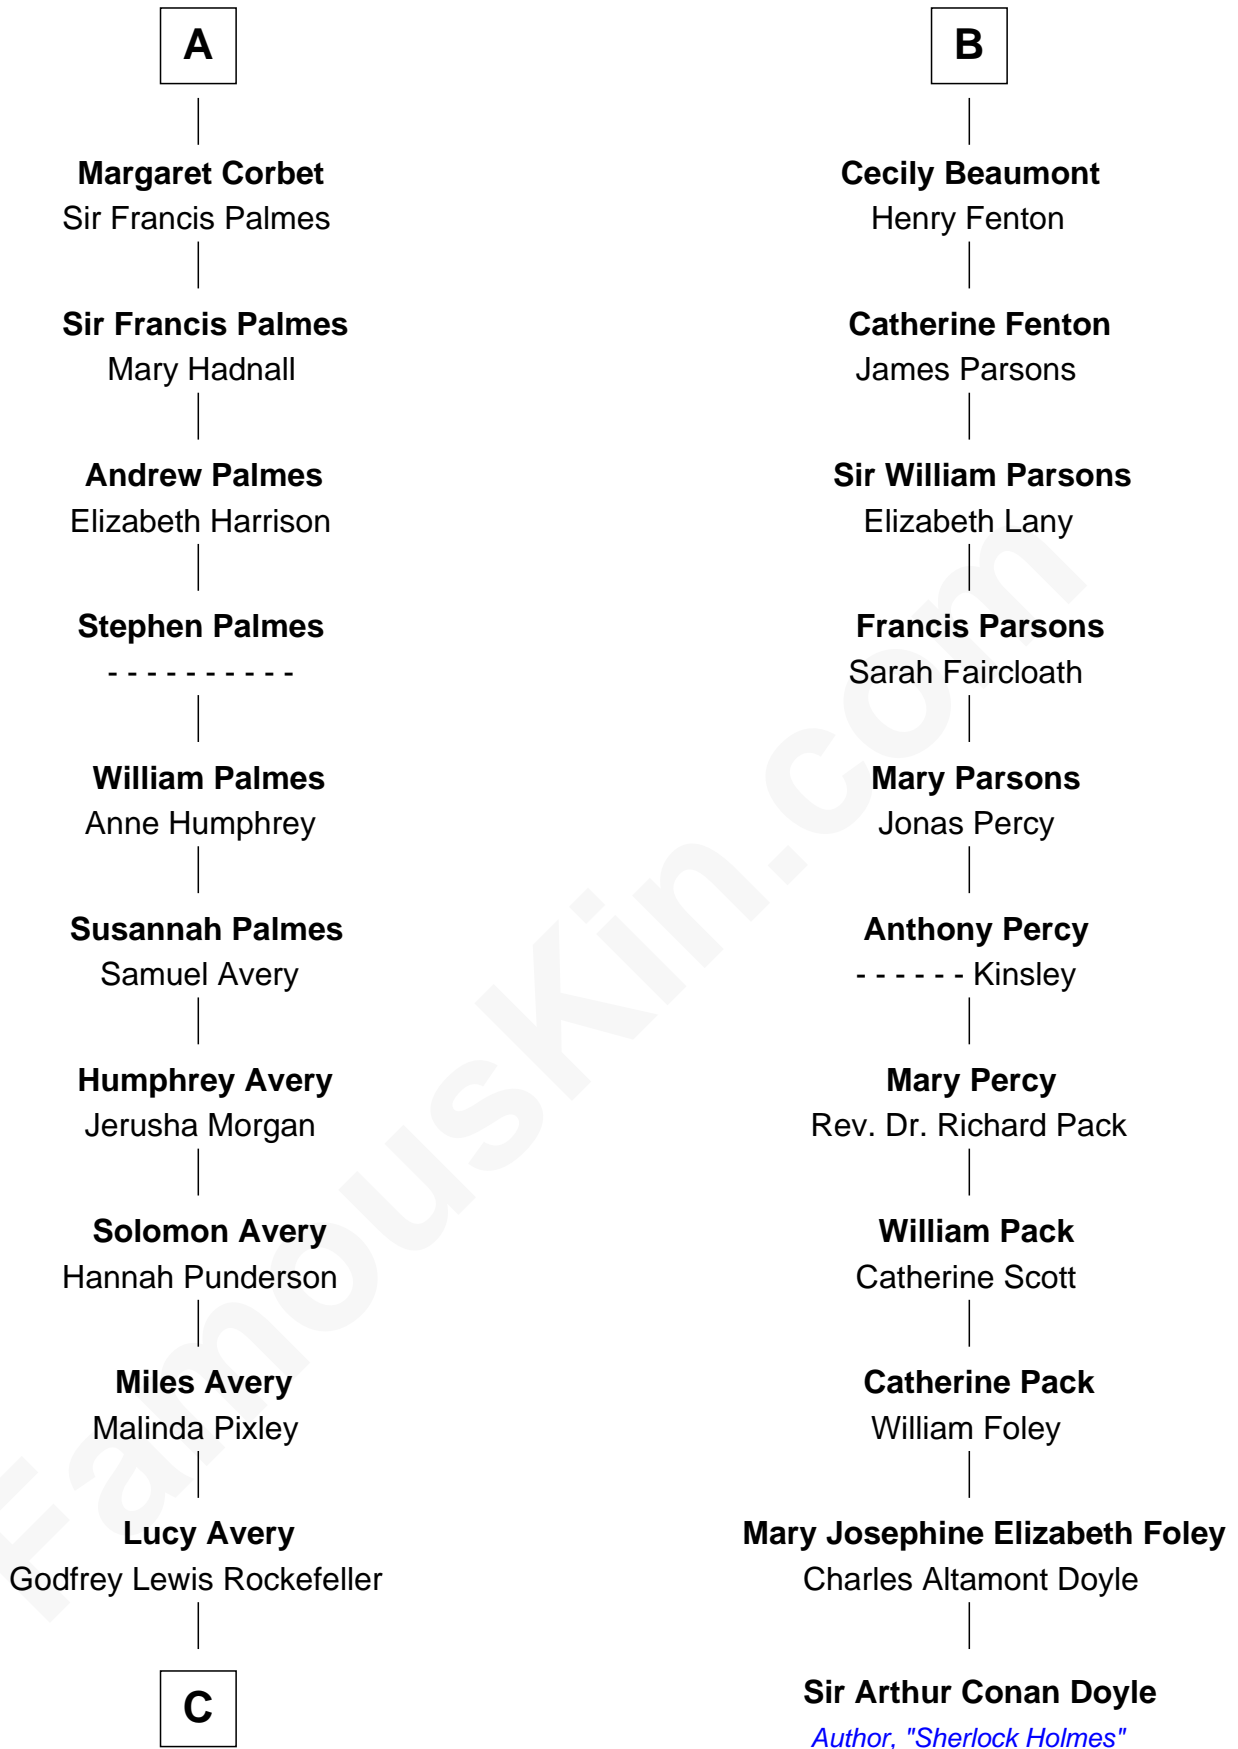 A
Margaret Corbet
Sir Francis Palmes
Sir Francis Palmes
Mary Hadnall
Andrew Palmes
Elizabeth Harrison
Stephen Palmes
- - - - - - - - - -
William Palmes
Anne Humphrey
Susannah Palmes
Samuel Avery
Humphrey Avery
Jerusha Morgan
Solomon Avery
Hannah Punderson
Miles Avery
Malinda Pixley
Lucy Avery
Godfrey Lewis Rockefeller
C
B
Cecily Beaumont
Henry Fenton
Catherine Fenton
James Parsons
Sir William Parsons
Elizabeth Lany
Francis Parsons
Sarah Faircloath
Mary Parsons
Jonas Percy
Anthony Percy
- - - - - - Kinsley
Mary Percy
Rev. Dr. Richard Pack
William Pack
Catherine Scott
Catherine Pack
William Foley
Mary Josephine Elizabeth Foley
Charles Altamont Doyle
Sir Arthur Conan Doyle
Author, "Sherlock Holmes"
FamousKin.com